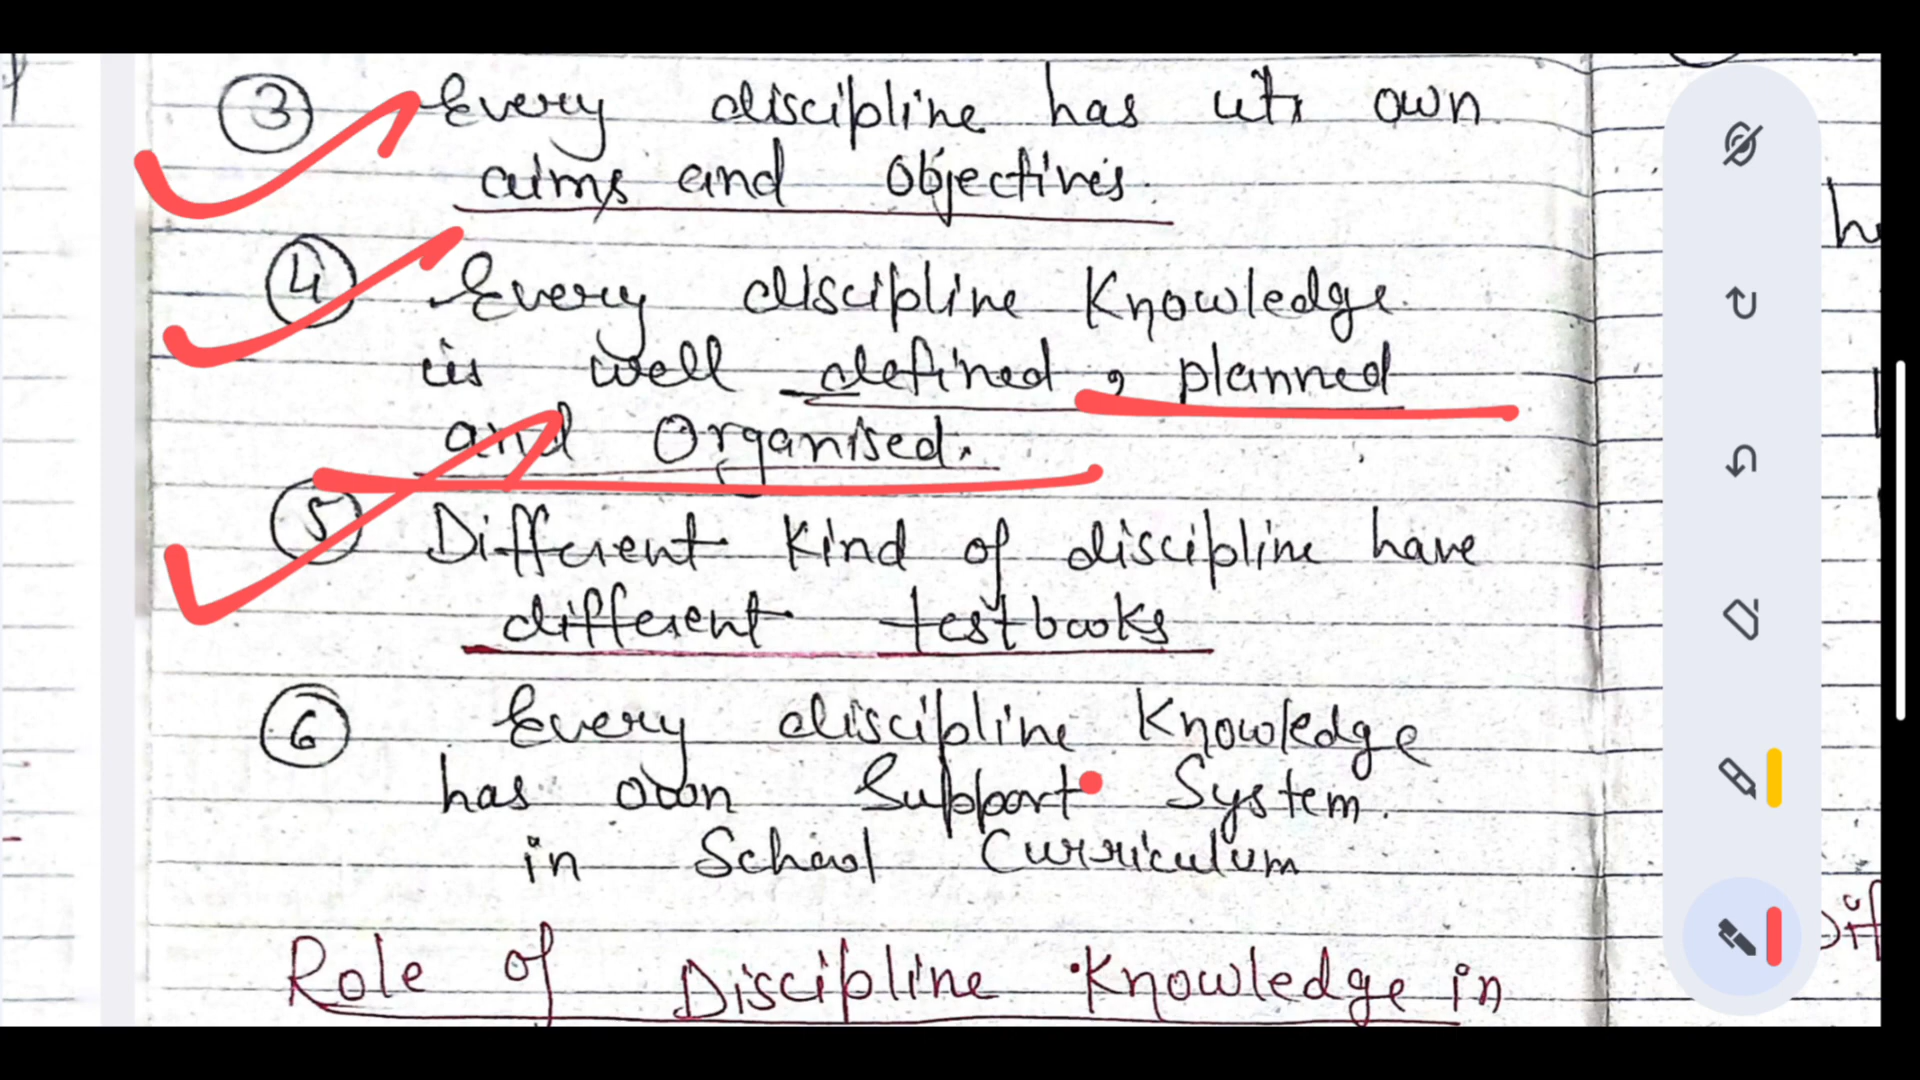 3 Every discipline has its own
aims and Objectives.
4 Every discipline Knowledge
is well defined, planned
and Organised.
5 Different Kind of discipline have
different testbooks
6 Every discipline Knowledge
has own Support System.
in School Curriculum
Role of Discipline Knowledge in